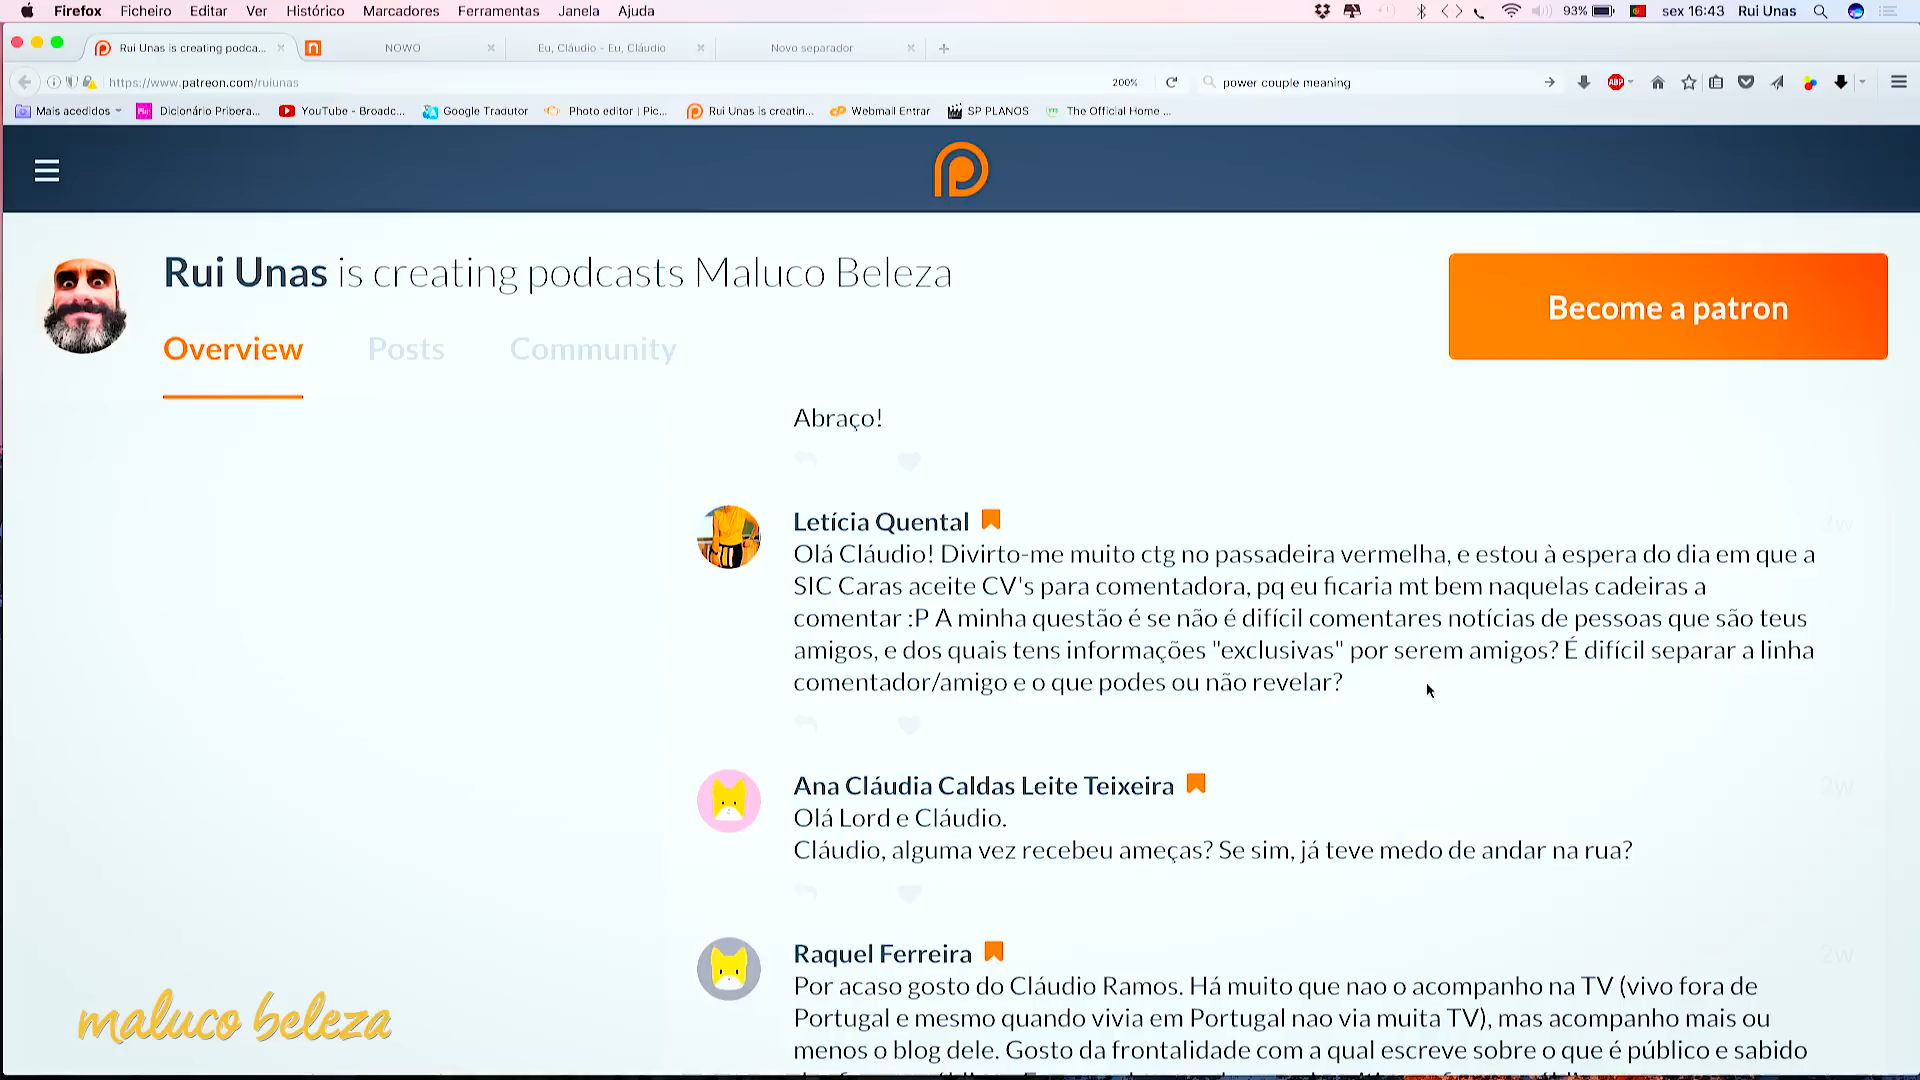 Firefox Ficheiro Editar Ver Histórico Marcadores Ferramentas Janela Ajuda 93% sex 16:43 Rui Unas
Rui Unas is creating podca... NOWO Eu, Cláudio - Eu, Cláudio Novo separador
https://www.patreon.com/ruiunas 200% power couple meaning
Mais acedidos Dicionário Pribera... YouTube - Broadc... Google Tradutor Photo editor | Pic... Rui Unas is creatin... Webmail Entrar SP PLANOS The Official Home ...
Rui Unas is creating podcasts Maluco Beleza
Become a patron
Overview Posts Community
Abraço!
Letícia Quental 2w
Olá Cláudio! Divirto-me muito ctg no passadeira vermelha, e estou à espera do dia em que a
SIC Caras aceite CV's para comentadora, pq eu ficaria mt bem naquelas cadeiras a
comentar :P A minha questão é se não é difícil comentares notícias de pessoas que são teus
amigos, e dos quais tens informações "exclusivas" por serem amigos? É difícil separar a linha
comentador/amigo e o que podes ou não revelar?
Ana Cláudia Caldas Leite Teixeira 2w
Olá Lord e Cláudio.
Cláudio, alguma vez recebeu ameças? Se sim, já teve medo de andar na rua?
Raquel Ferreira 2w
Por acaso gosto do Cláudio Ramos. Há muito que nao o acompanho na TV (vivo fora de
Portugal e mesmo quando vivia em Portugal nao via muita TV), mas acompanho mais ou
menos o blog dele. Gosto da frontalidade com a qual escreve sobre o que é público e sabido
maluco beleza